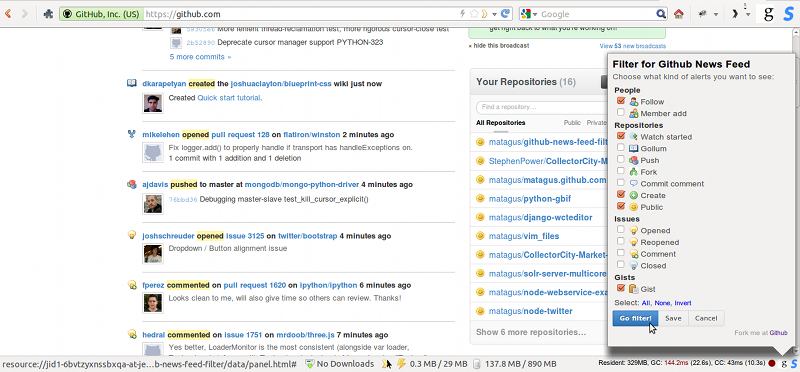 GitHub, Inc. (US)
https://github.com
Google
g
S
More lenient thread-reclamation test, more rigorous cursor-close test
2b52890 Deprecate cursor manager support PYTHON-323
5 more commits »
dkarapetyan created the joshuaclayton/blueprint-css wiki just now
Created Quick start tutorial.
mikelehen opened pull request 128 on flatiron/winston 2 minutes ago
Fix logger.add() to properly handle if transport has handleExceptions on.
1 commit with 1 addition and 1 deletion
ajdavis pushed to master at mongodb/mongo-python-driver 4 minutes ago
76bbd36 Debugging master-slave test_kill_cursor_explicit()
joshschreuder opened issue 3125 on twitter/bootstrap 4 minutes ago
Dropdown / Button alignment issue
fperez commented on pull request 1620 on ipython/ipython 6 minutes ago
Looks clean to me, will also give time so others can review. Thanks!
hedral commented on issue 1751 on mrdoob/three.js 7 minutes ago
Yes better, LoaderMonitor is the most consistent (alongside var loader,
get right back to what you're working on!
× hide this broadcast
View 53 new broadcasts
Your Repositories (16)
Find a repository…
All Repositories Public Private
matagus/github-news-feed-fi
StephenPower/CollectorCity-Ma
matagus/matagus.github.com
matagus/python-gbif
matagus/django-wcteditor
matagus/vim_files
matagus/CollectorCity-Market-
matagus/solr-server-multicore
matagus/node-webservice-exa
matagus/node-twitter
Show 6 more repositories…
Filter for Github News Feed
Choose what kind of alerts you want to see:
People
Follow
Member add
Repositories
Watch started
Gollum
Push
Fork
Commit comment
Create
Public
Issues
Opened
Reopened
Comment
Closed
Gists
Gist
Select: All, None, Invert
Go filter!
Save
Cancel
Fork me at Github
resource://jid1-6bvtzyxnssbxqa-at-je…b-news-feed-filter/data/panel.html#
No Downloads
0.3 MB / 29 MB
137.8 MB / 890 MB
Resident: 329MB, GC: 144.2ms (22.6s), CC: 43ms (10.3s)
S